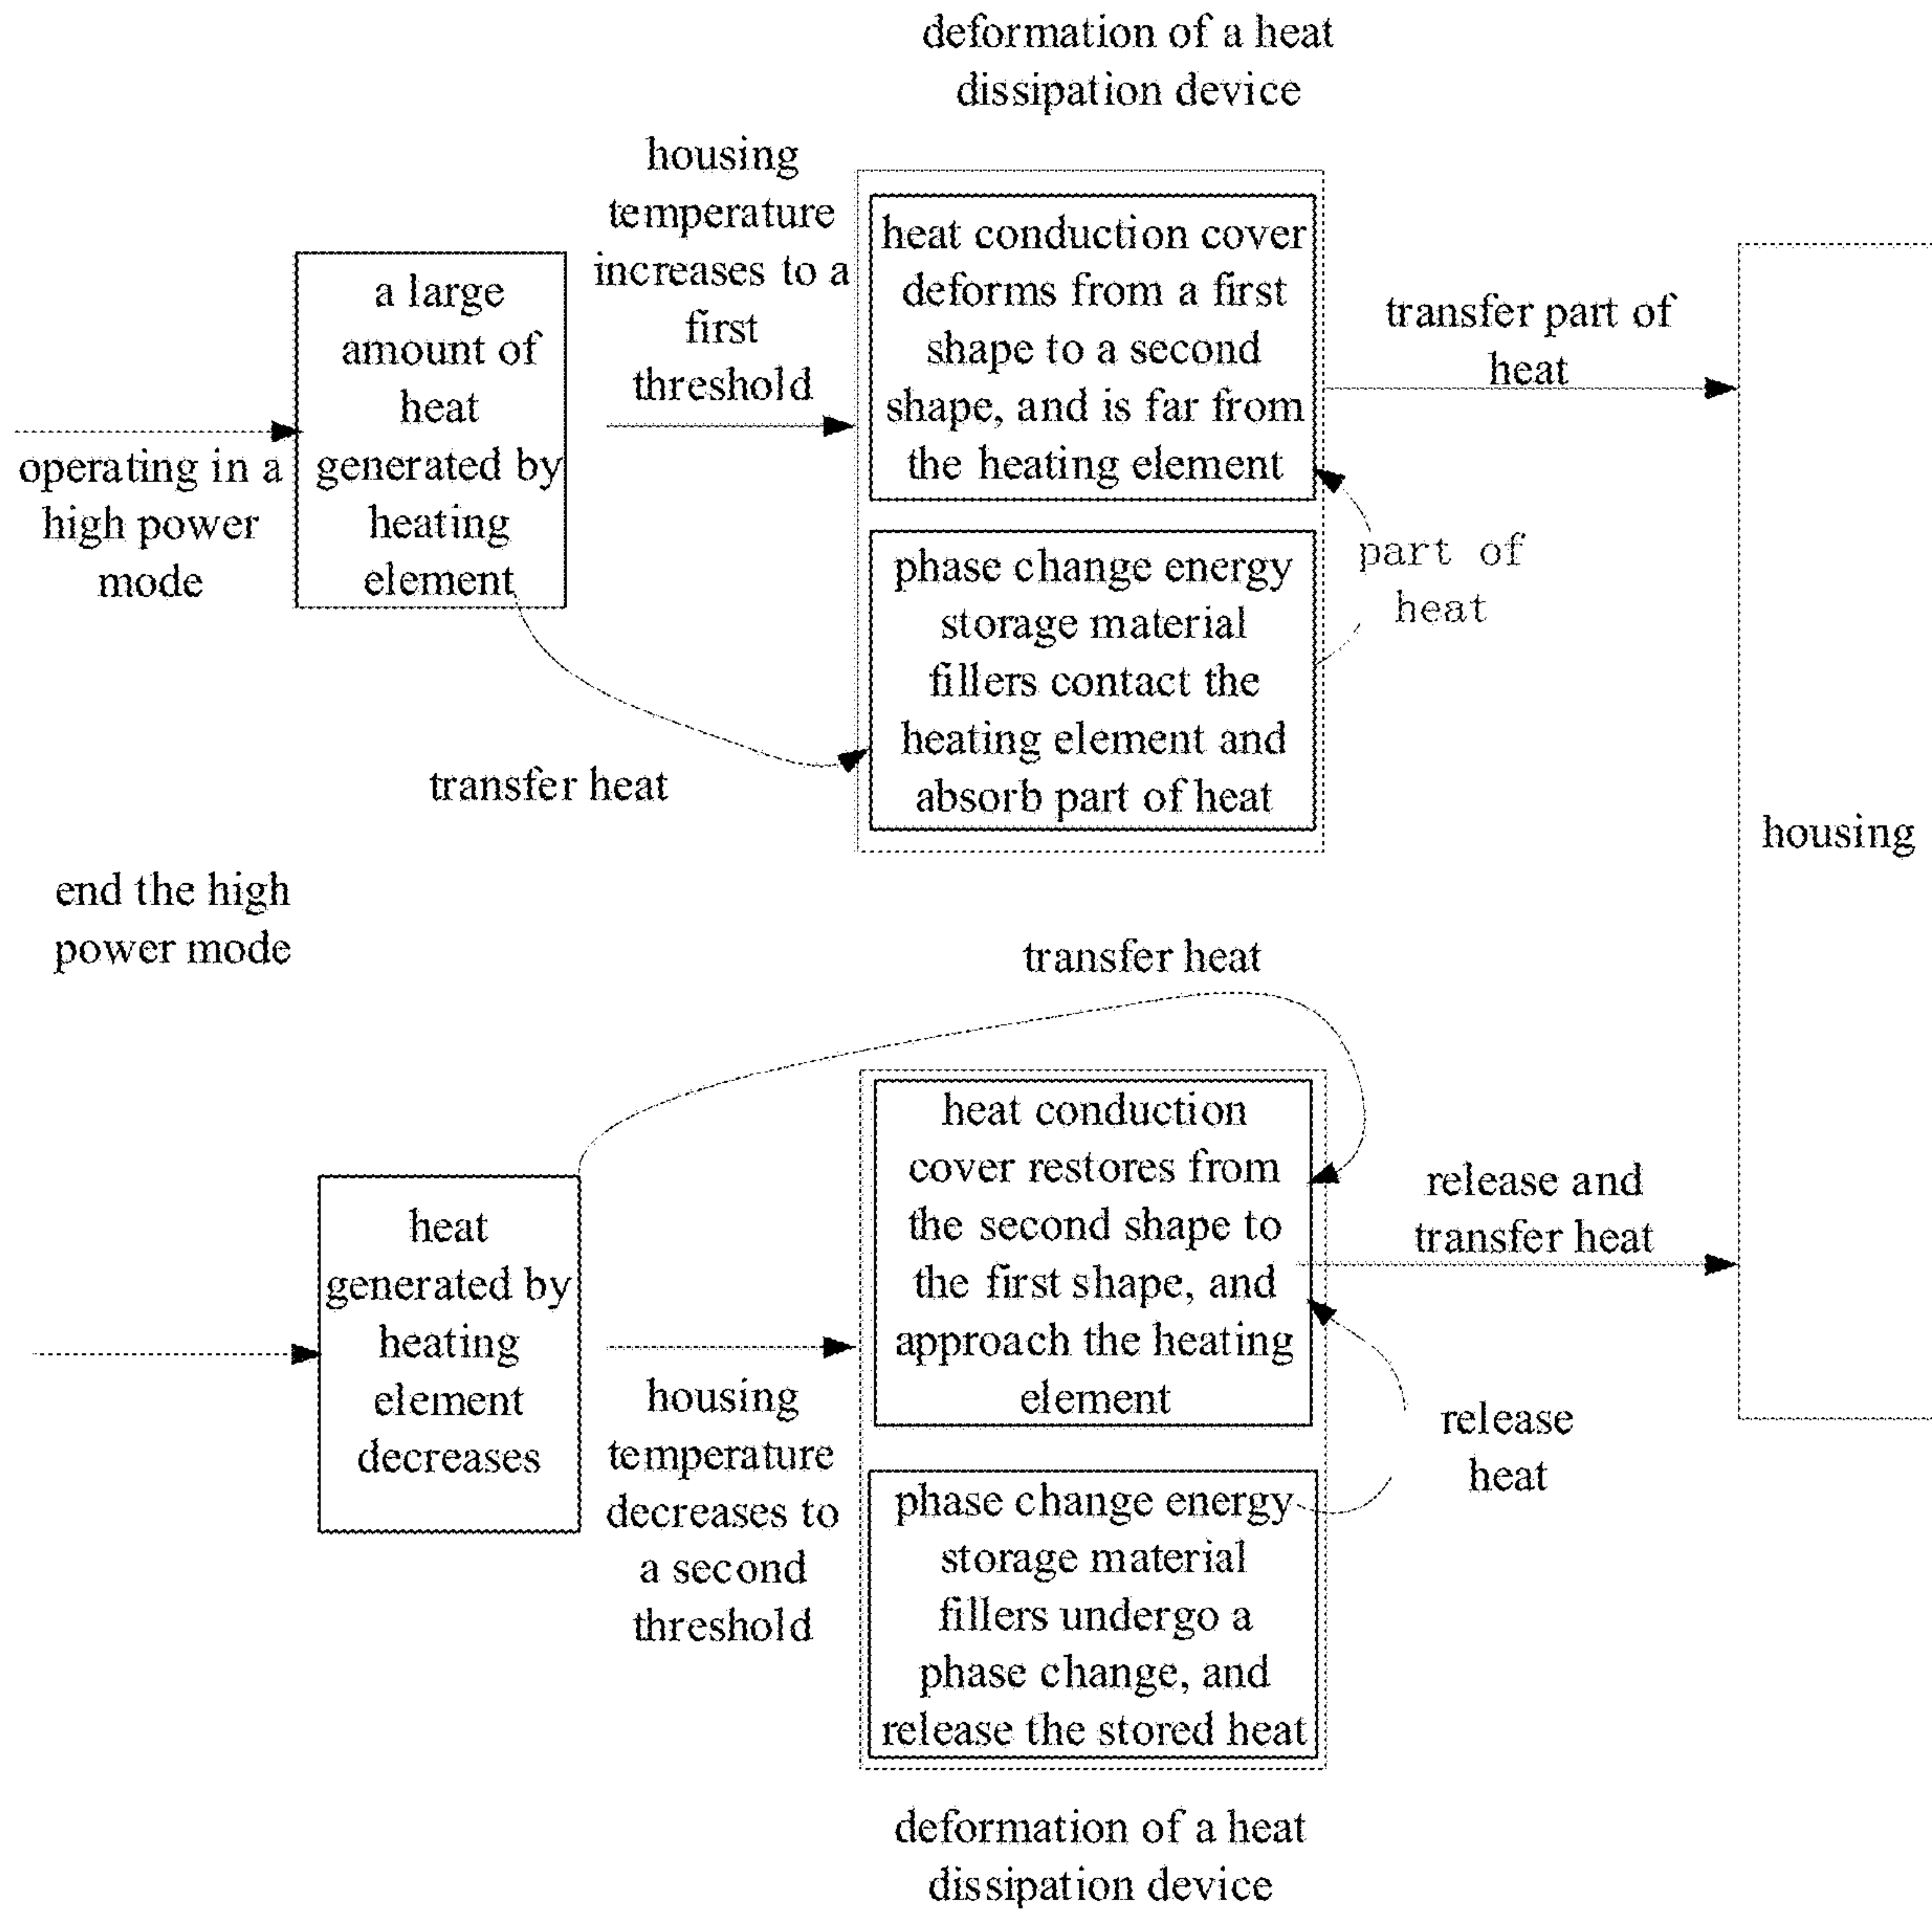 deformation of a heat
dissipation device
housing
temperature
increases to a
first
threshold
operating in a
high power
mode
a large
amount of
heat
generated by
heating
element
heat conduction cover
deforms from a first
shape to a second
shape, and is far from
the heating element
phase change energy
storage material
fillers contact the
heating element and
absorb part of heat
transfer part of
heat
part of
heat
transfer heat
housing
end the high
power mode
transfer heat
heat
generated by
heating
element
decreases
housing
temperature
decreases to
a second
threshold
heat conduction
cover restores from
the second shape to
the first shape, and
approach the heating
element
phase change energy
storage material
fillers undergo a
phase change, and
release the stored heat
release and
transfer heat
release
heat
deformation of a heat
dissipation device